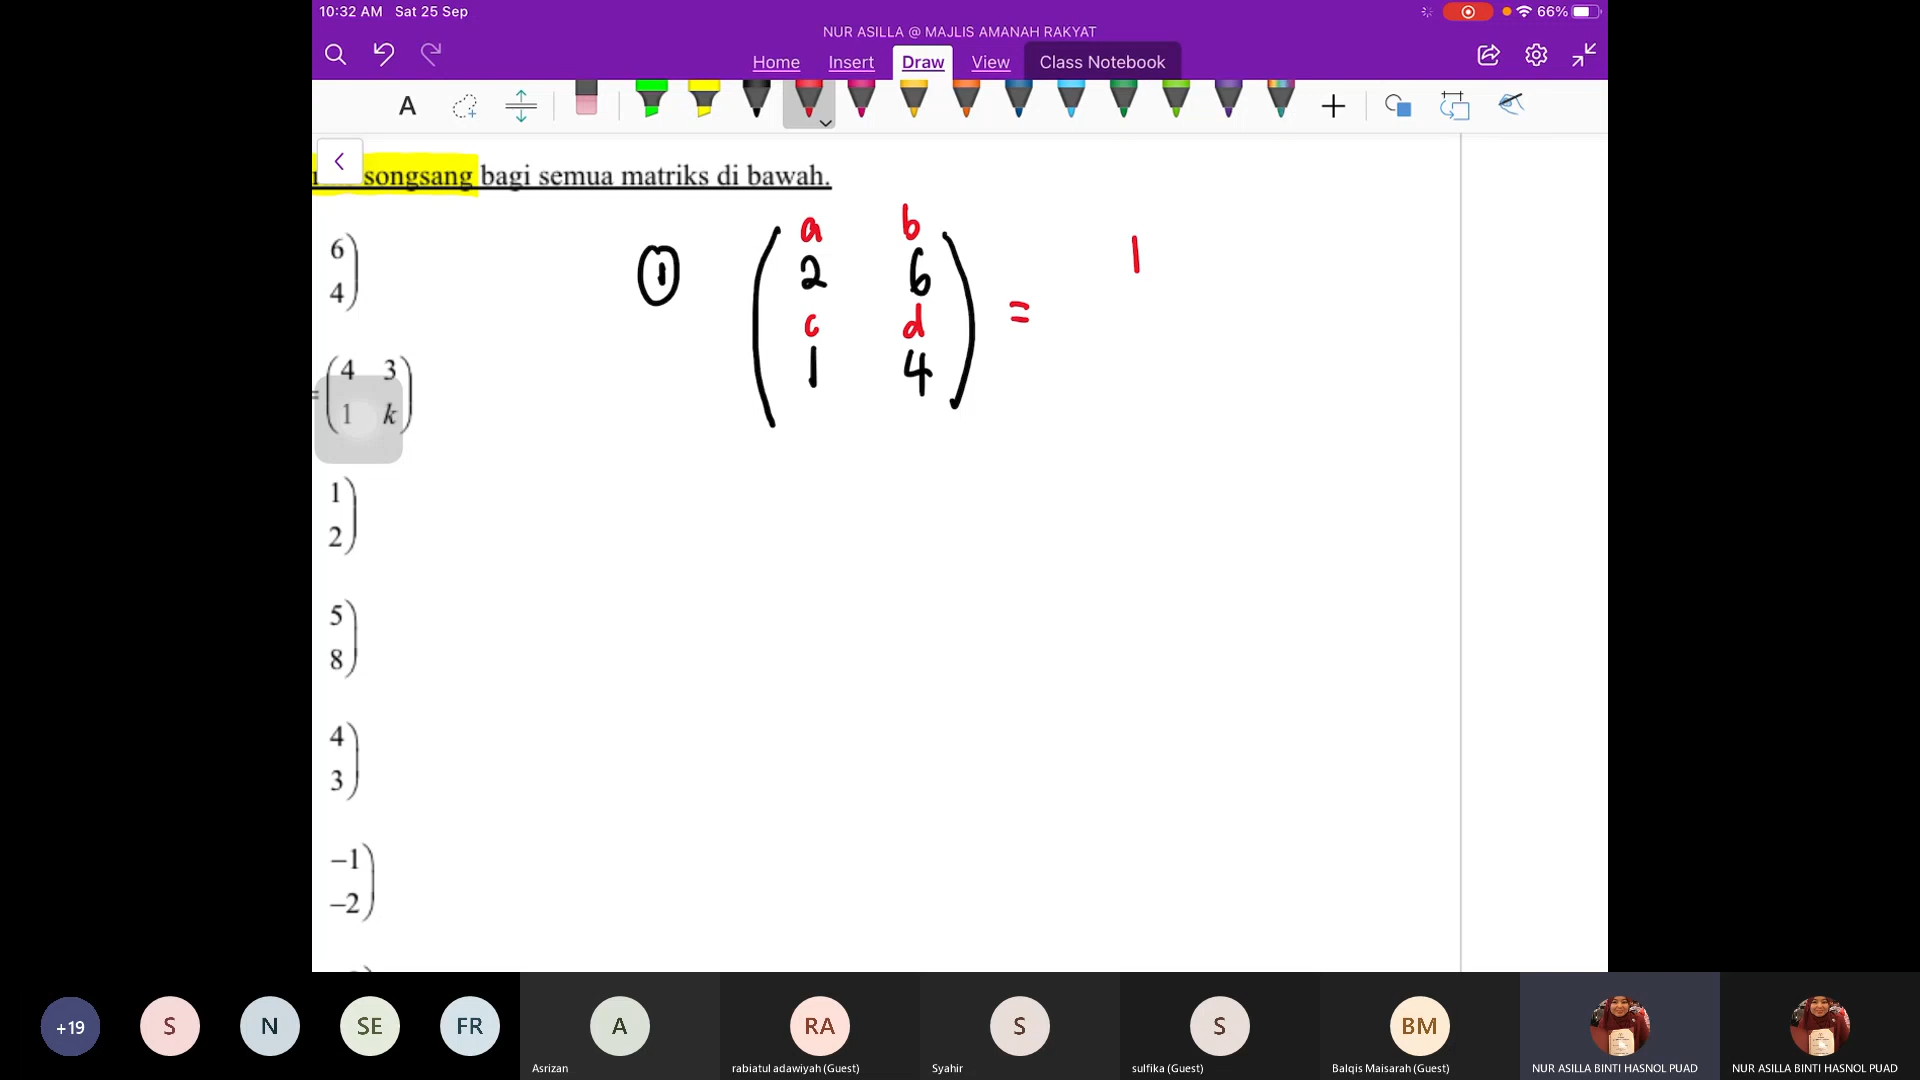 10:32 AM Sat 25 Sep
66%
NUR ASILLA @ MAJLIS AMANAH RAKYAT
Home Insert Draw View Class Notebook
A
songsang bagi semua matriks di bawah.
6
4
= 4 3
1 k
1
2
5
8
4
3
-1
-2
① ( a b
2 6
c d
1 4 ) =
1
+19 S N SE FR A RA S S BM
Asrizan rabiatul adawiyah (Guest) Syahir sulfika (Guest) Balqis Maisarah (Guest) NUR ASILLA BINTI HASNOL PUAD NUR ASILLA BINTI HASNOL PUAD